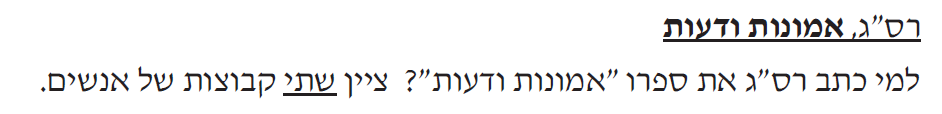 רס"ג, אמונות ודעות
למי כתב רס"ג את ספרו "אמונות ודעות"? ציין שתי קבוצות של אנשים.